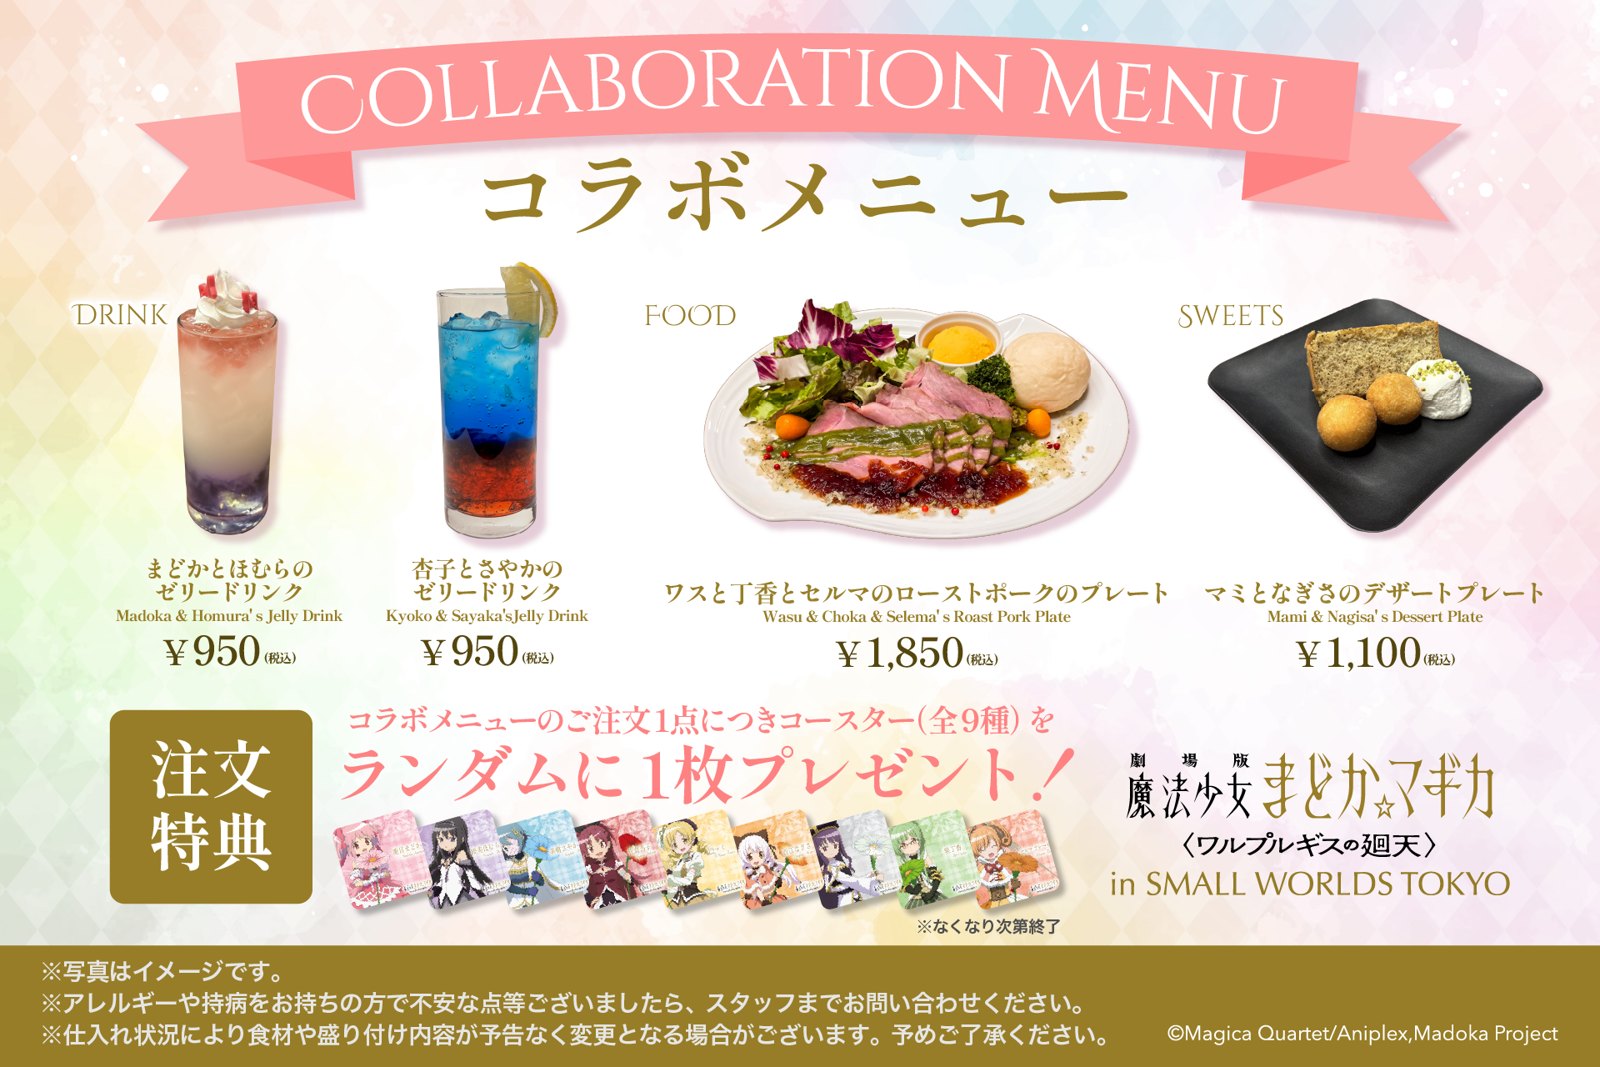 COLLABORATION MENU
コラボメニュー
DRINK
FOOD
SWEETS
まどかとほむらの
ゼリードリンク
Madoka & Homura's Jelly Drink
¥950(税込)
杏子とさやかの
ゼリードリンク
Kyoko & Sayaka'sJelly Drink
¥950(税込)
ワスと丁香とセルマのローストポークのプレート
Wasu & Choka & Selema's Roast Pork Plate
¥1,850(税込)
マミとなぎさのデザートプレート
Mami & Nagisa's Dessert Plate
¥1,100(税込)
注文
特典
コラボメニューのご注文1点につきコースター(全9種)を
ランダムに1枚プレゼント!
※なくなり次第終了
劇場版
魔法少女まどか☆マギカ
〈ワルプルギスの廻天〉
in SMALL WORLDS TOKYO
※写真はイメージです。
※アレルギーや持病をお持ちの方で不安な点等ございましたら、スタッフまでお問い合わせください。
※仕入れ状況により食材や盛り付け内容が予告なく変更となる場合がございます。予めご了承ください。
©Magica Quartet/Aniplex,Madoka Project